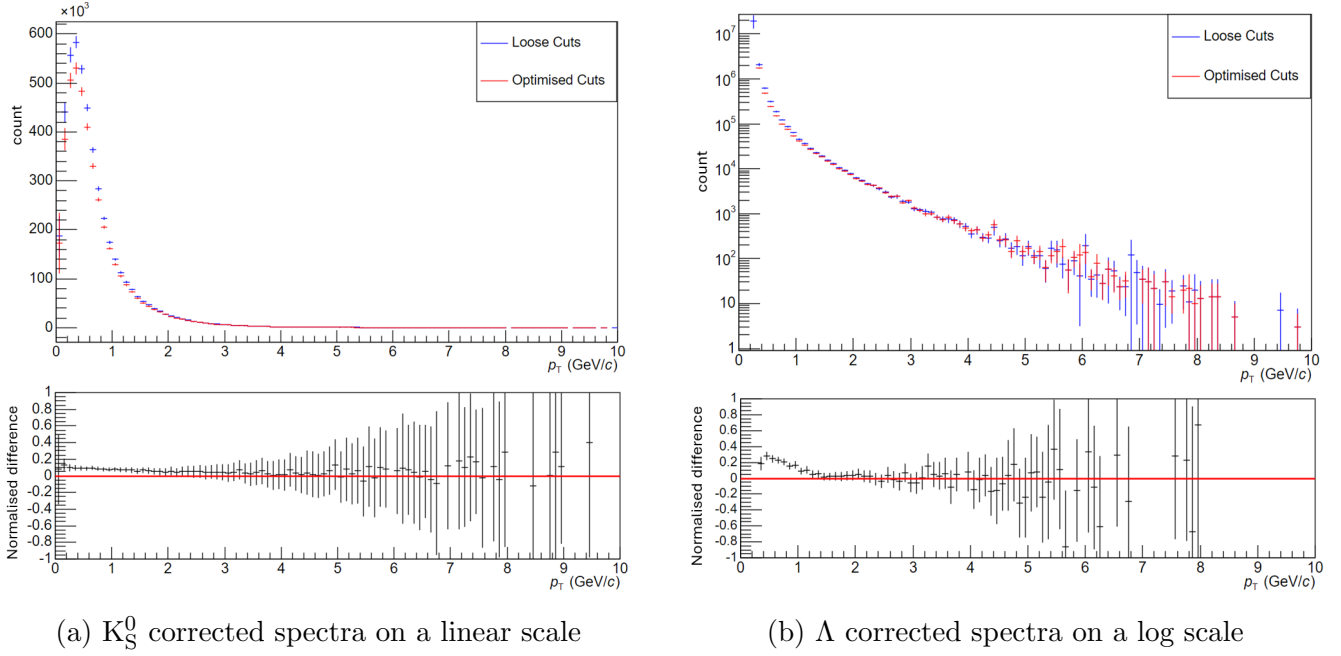 ×10³
600
500
400
300
200
100
0
count
Loose Cuts
Optimised Cuts
0 1 2 3 4 5 6 7 8 9 10
p_T (GeV/c)
1
0.8
0.6
0.4
0.2
0
-0.2
-0.4
-0.6
-0.8
-1
Normalised difference
0 1 2 3 4 5 6 7 8 9 10
p_T (GeV/c)
(a) K⁰_S corrected spectra on a linear scale
10⁷
10⁶
10⁵
10⁴
10³
10²
10
1
count
Loose Cuts
Optimised Cuts
0 1 2 3 4 5 6 7 8 9 10
p_T (GeV/c)
1
0.8
0.6
0.4
0.2
0
-0.2
-0.4
-0.6
-0.8
-1
Normalised difference
0 1 2 3 4 5 6 7 8 9 10
p_T (GeV/c)
(b) Λ corrected spectra on a log scale